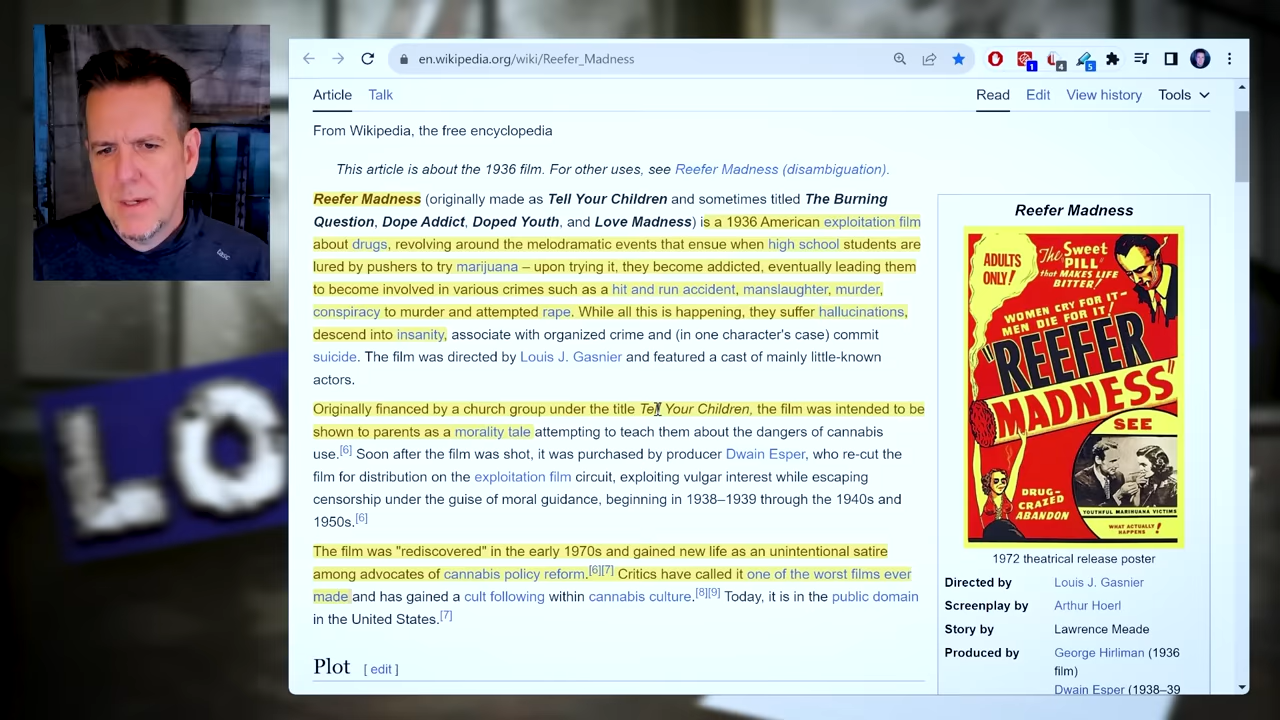 en.wikipedia.org/wiki/Reefer_Madness
1
4
5
Article Talk
Read Edit View history Tools
From Wikipedia, the free encyclopedia
This article is about the 1936 film. For other uses, see Reefer Madness (disambiguation).
Reefer Madness (originally made as Tell Your Children and sometimes titled The Burning
Question, Dope Addict, Doped Youth, and Love Madness) is a 1936 American exploitation film
about drugs, revolving around the melodramatic events that ensue when high school students are
lured by pushers to try marijuana – upon trying it, they become addicted, eventually leading them
to become involved in various crimes such as a hit and run accident, manslaughter, murder,
conspiracy to murder and attempted rape. While all this is happening, they suffer hallucinations,
descend into insanity, associate with organized crime and (in one character's case) commit
suicide. The film was directed by Louis J. Gasnier and featured a cast of mainly little-known
actors.
Originally financed by a church group under the title Tell Your Children, the film was intended to be
shown to parents as a morality tale attempting to teach them about the dangers of cannabis
use.[6] Soon after the film was shot, it was purchased by producer Dwain Esper, who re-cut the
film for distribution on the exploitation film circuit, exploiting vulgar interest while escaping
censorship under the guise of moral guidance, beginning in 1938–1939 through the 1940s and
1950s.[6]
The film was "rediscovered" in the early 1970s and gained new life as an unintentional satire
among advocates of cannabis policy reform.[6][7] Critics have called it one of the worst films ever
made and has gained a cult following within cannabis culture.[8][9] Today, it is in the public domain
in the United States.[7]
Plot [ edit ]
Reefer Madness
ADULTS
ONLY!
The Sweet
"PILL"
that MAKES LIFE
BITTER!
WOMEN CRY FOR IT–
MEN DIE FOR IT!
"REEFER
MADNESS"
SEE
DRUG-
CRAZED
ABANDON
YOUTHFUL MARIHUANA VICTIMS
WHAT ACTUALLY
HAPPENS !
1972 theatrical release poster
Directed by Louis J. Gasnier
Screenplay by Arthur Hoerl
Story by Lawrence Meade
Produced by George Hirliman (1936
film)
Dwain Esper (1938–39
LO